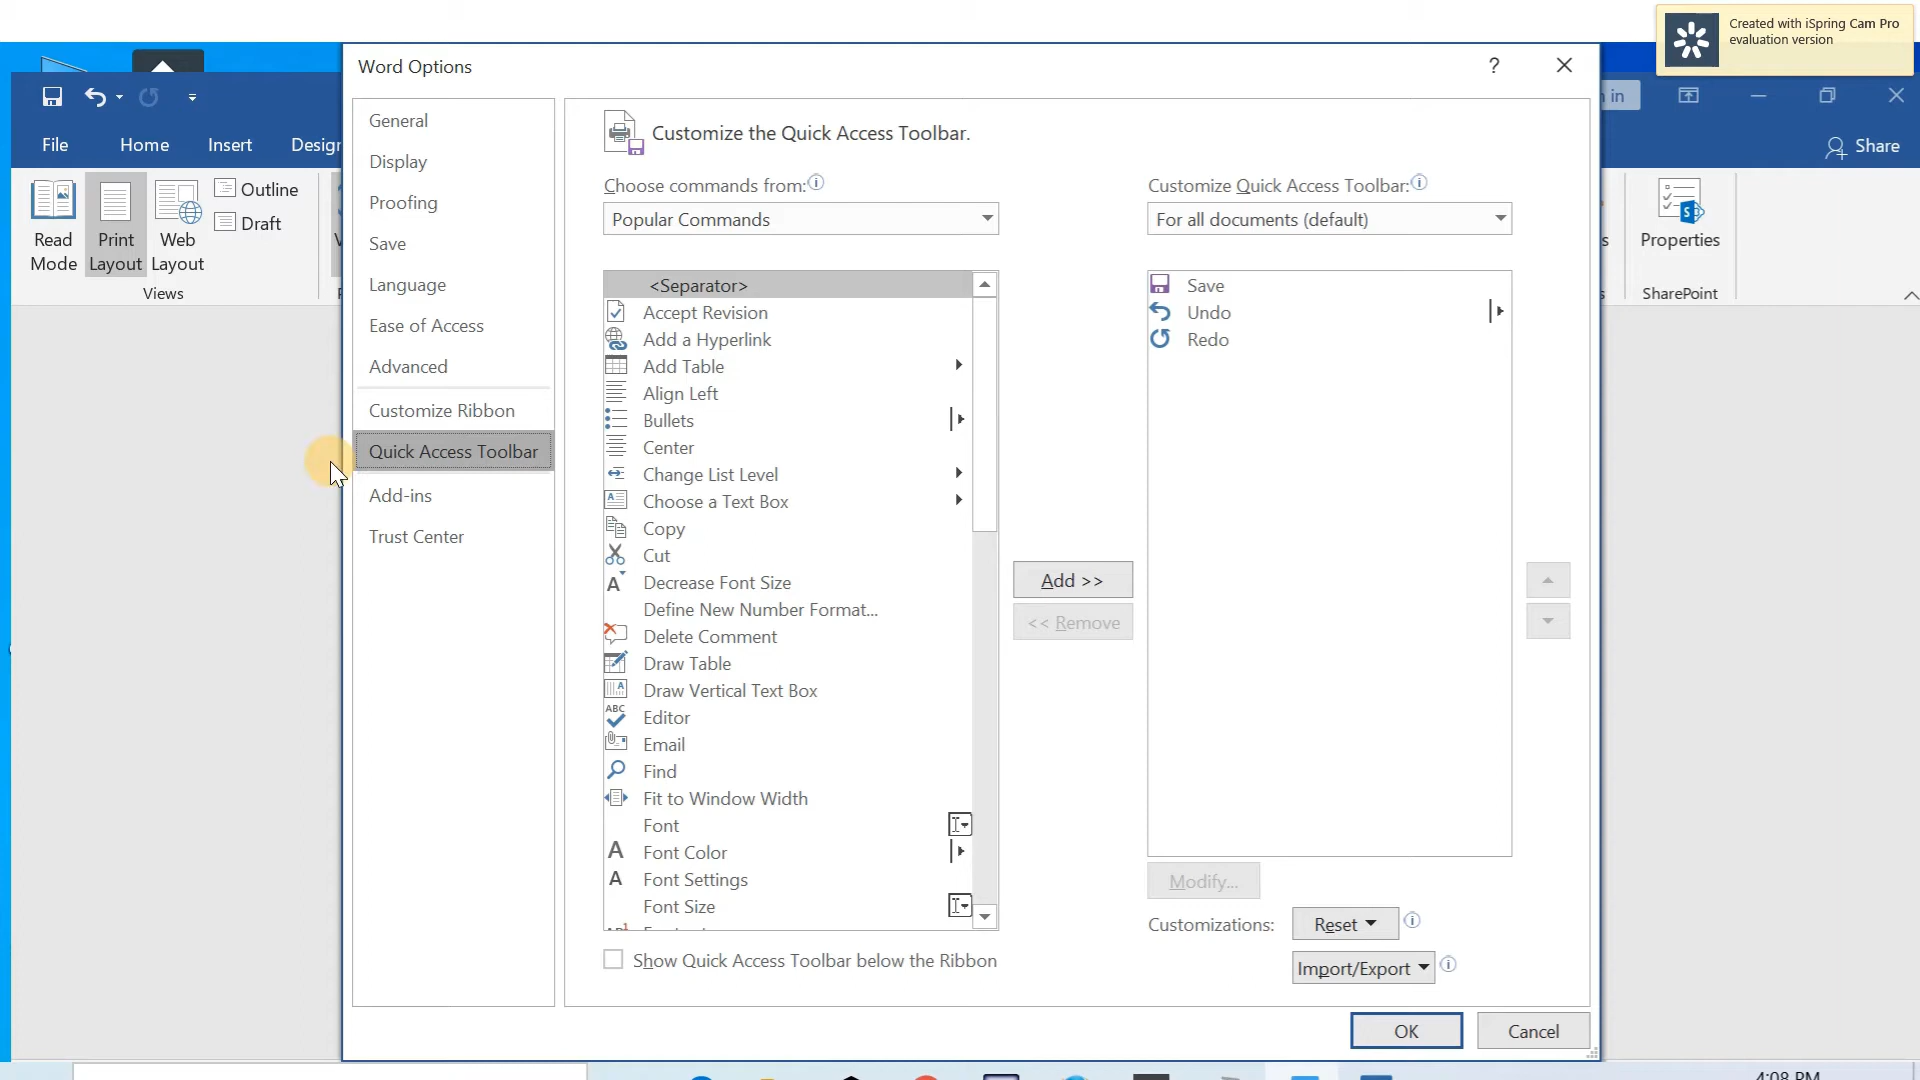 Created with iSpring Cam Pro
evaluation version
Word Options
?
in
File
Home
Insert
Design
Share
Read
Mode
Print
Layout
Web
Layout
Outline
Draft
Views
Properties
SharePoint
General
Display
Proofing
Save
Language
Ease of Access
Advanced
Customize Ribbon
Quick Access Toolbar
Add-ins
Trust Center
Customize the Quick Access Toolbar.
Choose commands from:
Popular Commands
<Separator>
Accept Revision
Add a Hyperlink
Add Table
Align Left
Bullets
Center
Change List Level
Choose a Text Box
Copy
Cut
Decrease Font Size
Define New Number Format...
Delete Comment
Draw Table
Draw Vertical Text Box
Editor
Email
Find
Fit to Window Width
Font
Font Color
Font Settings
Font Size
Show Quick Access Toolbar below the Ribbon
Add >>
<< Remove
Customize Quick Access Toolbar:
For all documents (default)
Save
Undo
Redo
Modify...
Customizations:
Reset
Import/Export
OK
Cancel
4:08 PM